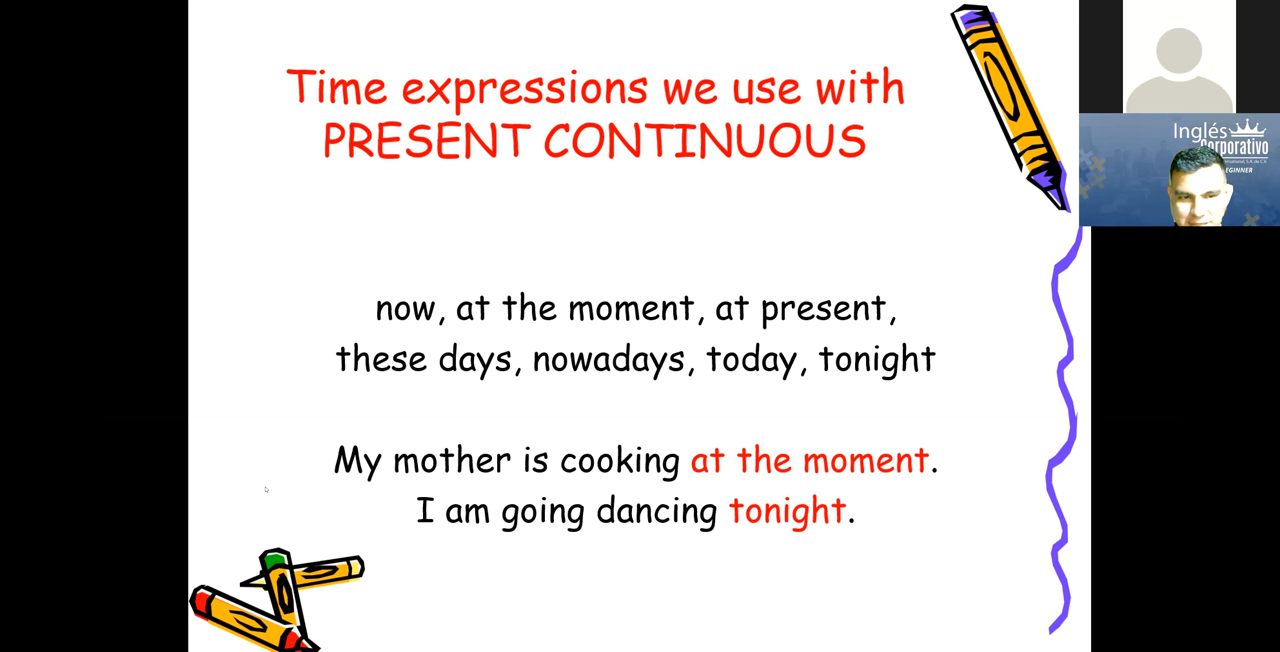 Time expressions we use with
PRESENT CONTINUOUS
now, at the moment, at present,
these days, nowadays, today, tonight
My mother is cooking at the moment.
I am going dancing tonight.
Inglés
Corporativo
EGINNER